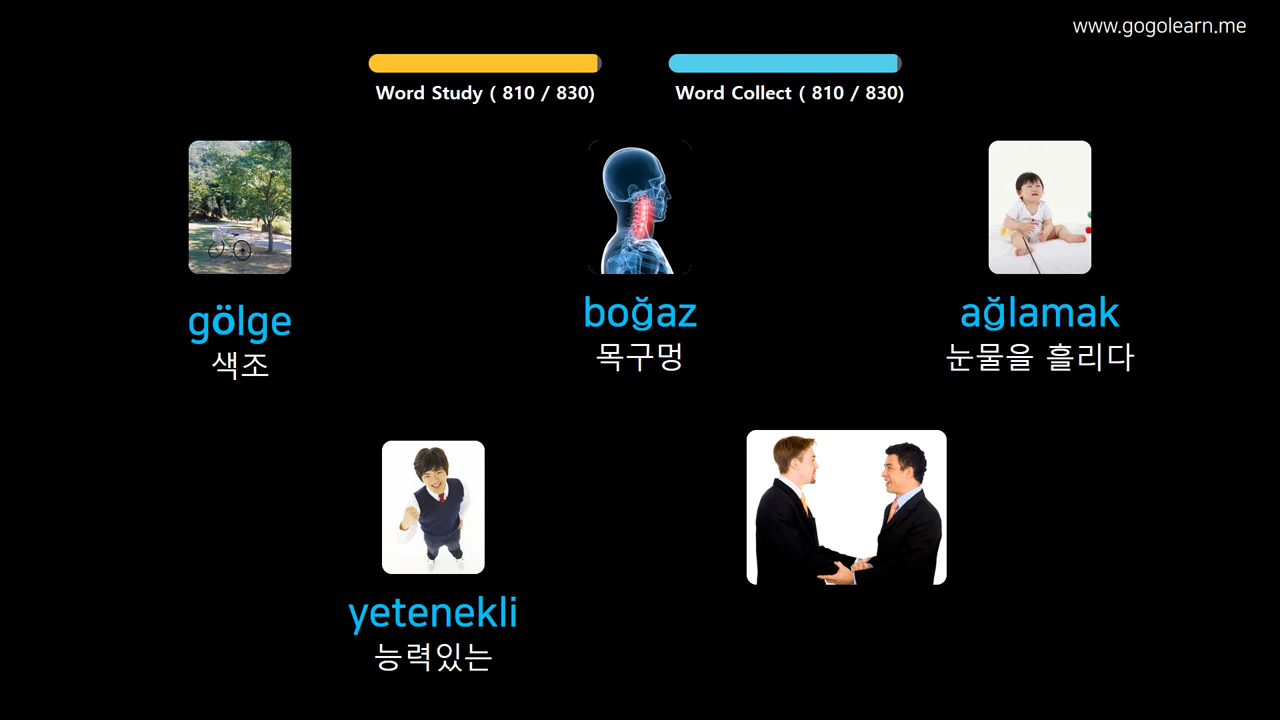 www.gogolearn.me
Word Study ( 810 / 830)
Word Collect ( 810 / 830)
gölge
색조
boğaz
목구멍
ağlamak
눈물을 흘리다
yetenekli
능력있는